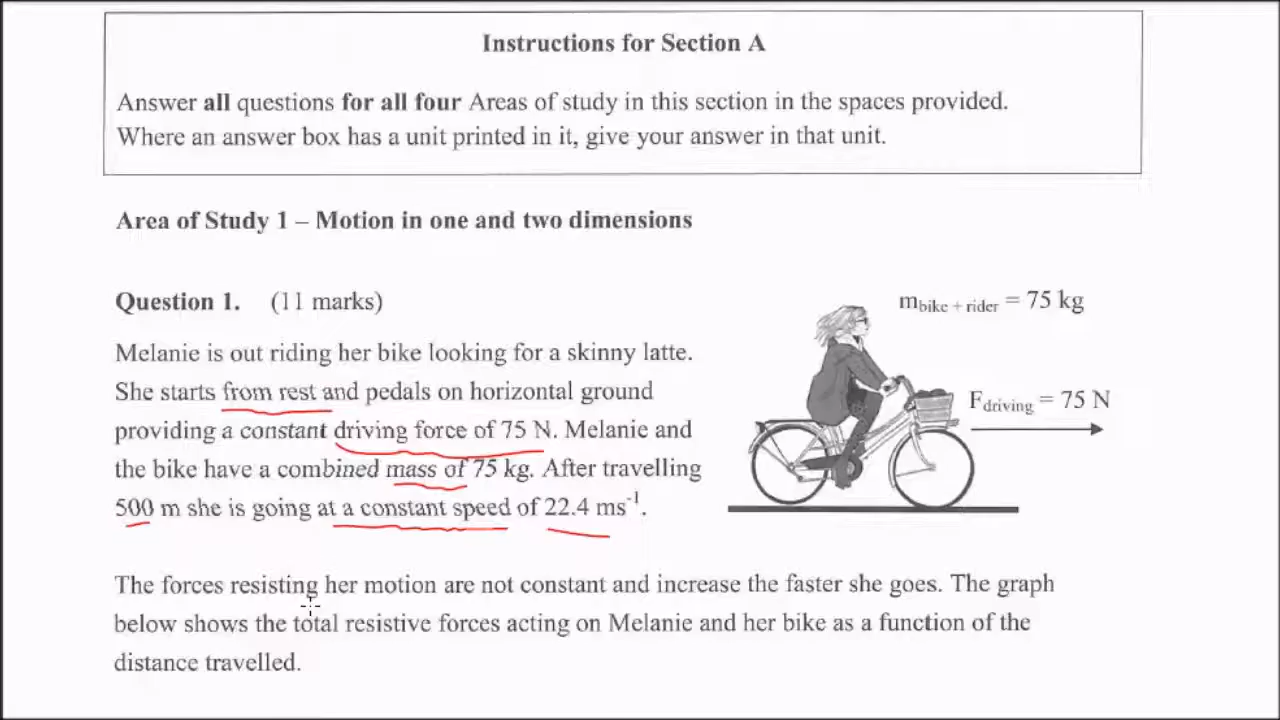 Instructions for Section A
Answer all questions for all four Areas of study in this section in the spaces provided.
Where an answer box has a unit printed in it, give your answer in that unit.
Area of Study 1 – Motion in one and two dimensions
Question 1. (11 marks)
Melanie is out riding her bike looking for a skinny latte.
She starts from rest and pedals on horizontal ground
providing a constant driving force of 75 N. Melanie and
the bike have a combined mass of 75 kg. After travelling
500 m she is going at a constant speed of 22.4 ms⁻¹.
m bike + rider = 75 kg
F driving = 75 N
The forces resisting her motion are not constant and increase the faster she goes. The graph
below shows the total resistive forces acting on Melanie and her bike as a function of the
distance travelled.